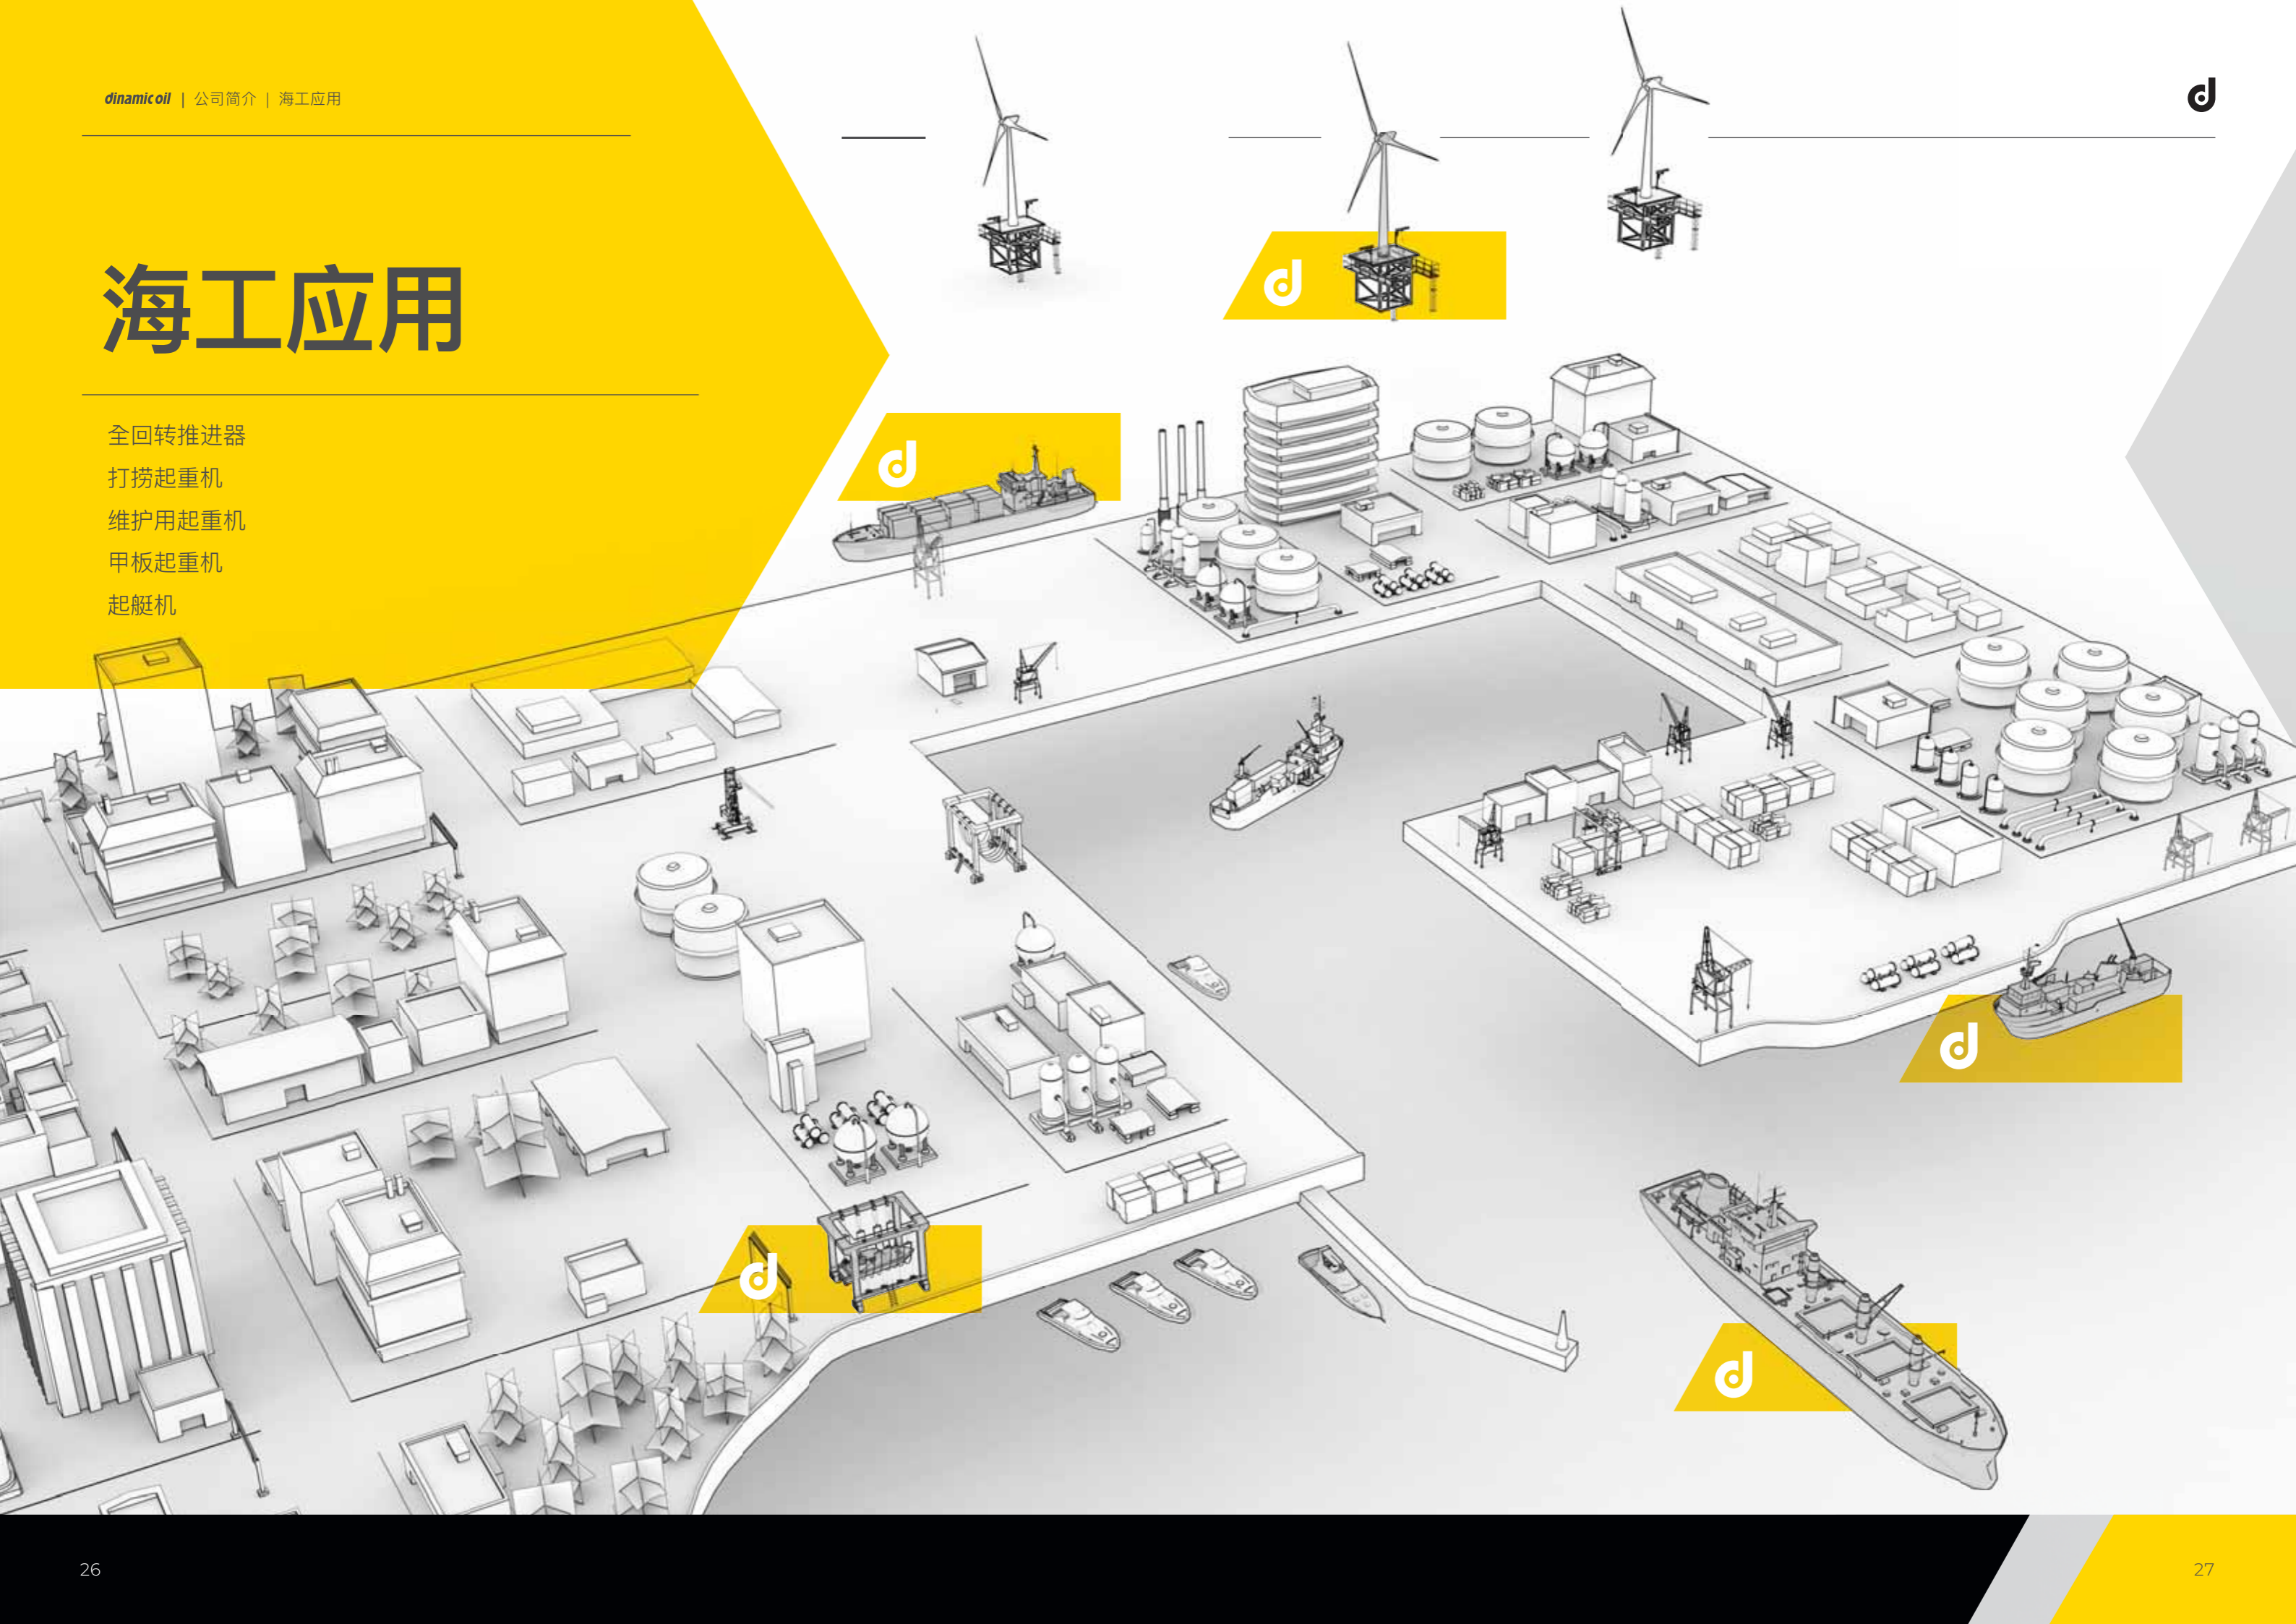 dinamic oil | 公司简介 | 海工应用
海工应用
全回转推进器
打捞起重机
维护用起重机
甲板起重机
起艇机
26
27